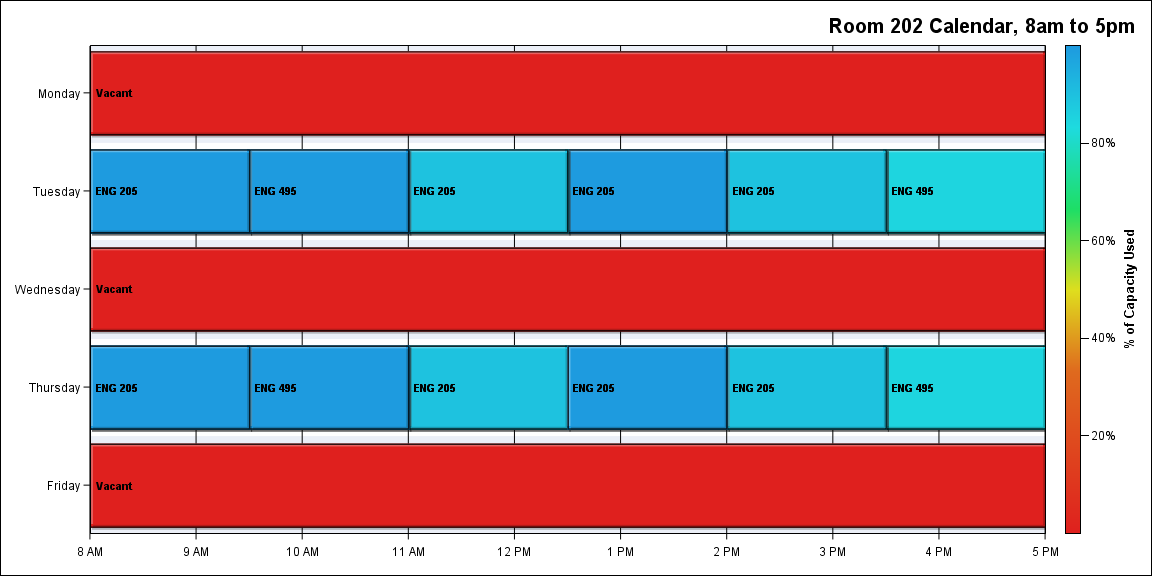 Room 202 Calendar, 8am to 5pm
Monday
Vacant
Tuesday
ENG 205
ENG 495
ENG 205
ENG 205
ENG 205
ENG 495
Wednesday
Vacant
Thursday
ENG 205
ENG 495
ENG 205
ENG 205
ENG 205
ENG 495
Friday
Vacant
8 AM
9 AM
10 AM
11 AM
12 PM
1 PM
2 PM
3 PM
4 PM
5 PM
80%
60%
40%
20%
% of Capacity Used